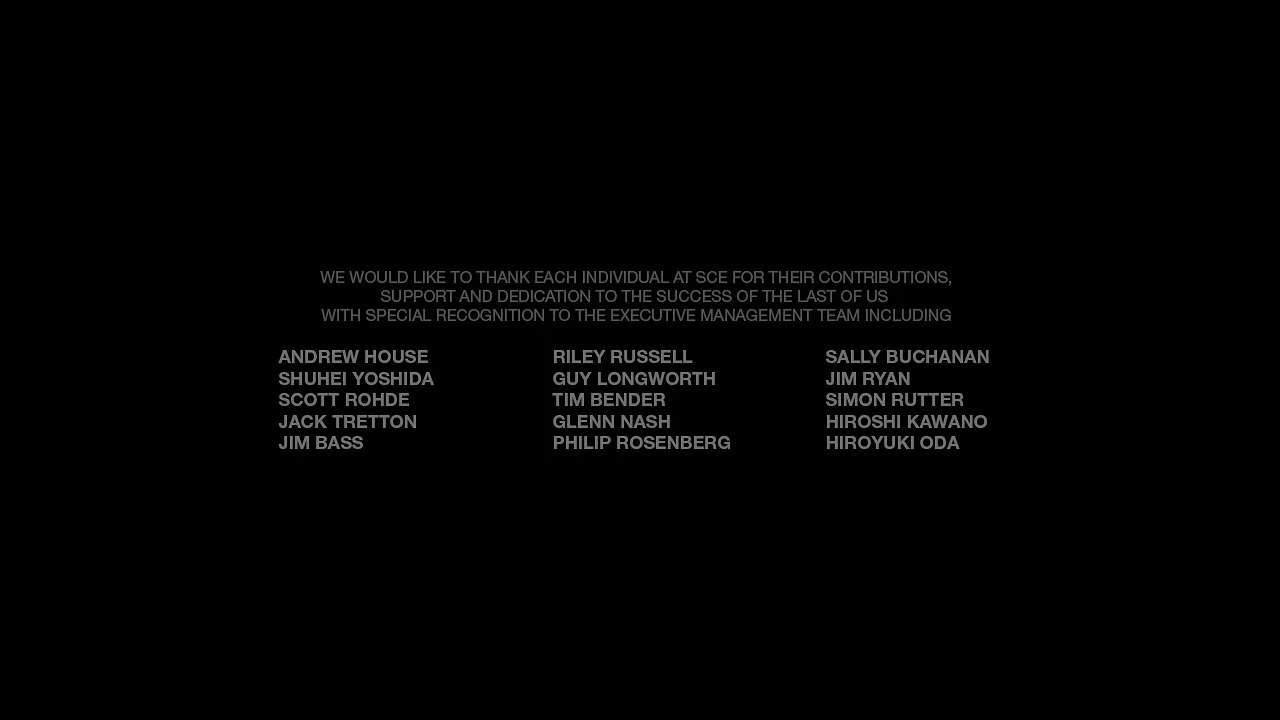 WE WOULD LIKE TO THANK EACH INDIVIDUAL AT SCE FOR THEIR CONTRIBUTIONS,
SUPPORT AND DEDICATION TO THE SUCCESS OF THE LAST OF US
WITH SPECIAL RECOGNITION TO THE EXECUTIVE MANAGEMENT TEAM INCLUDING
ANDREW HOUSE
SHUHEI YOSHIDA
SCOTT ROHDE
JACK TRETTON
JIM BASS
RILEY RUSSELL
GUY LONGWORTH
TIM BENDER
GLENN NASH
PHILIP ROSENBERG
SALLY BUCHANAN
JIM RYAN
SIMON RUTTER
HIROSHI KAWANO
HIROYUKI ODA